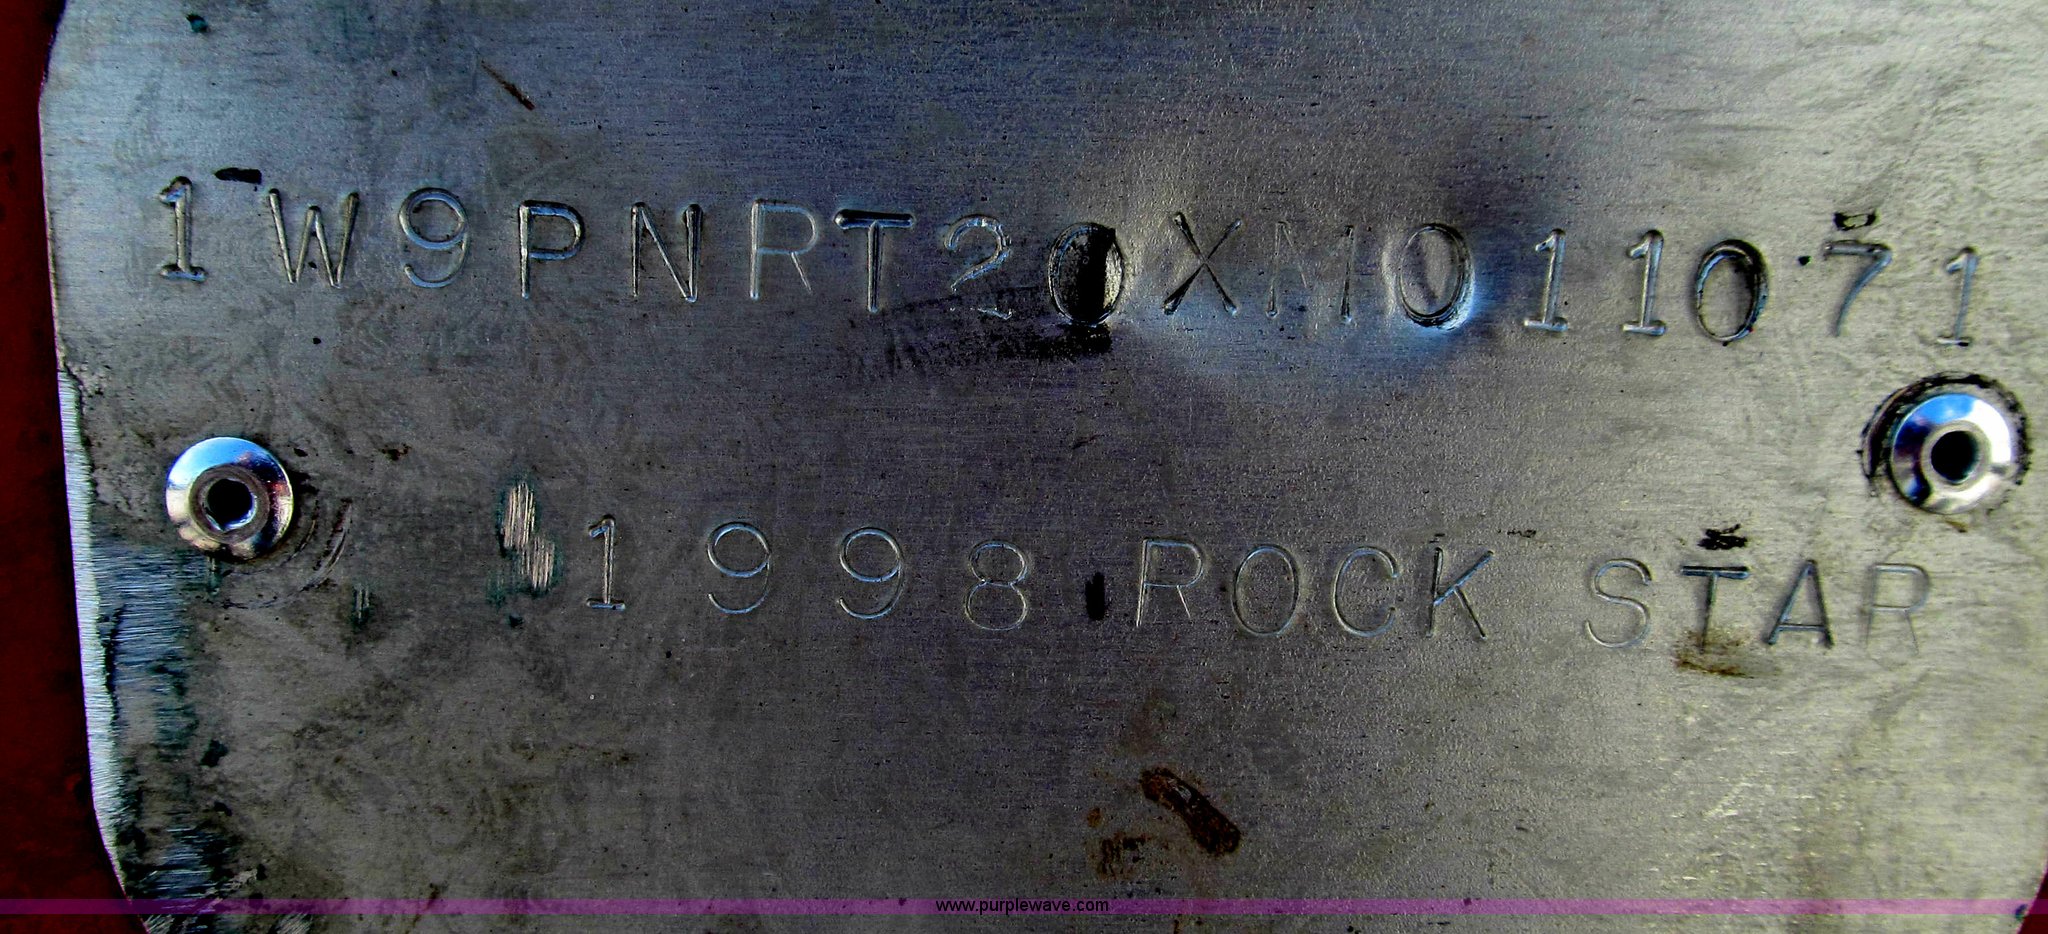 1W9PNRT20XM011071
1998 ROCK STAR
www.purplewave.com